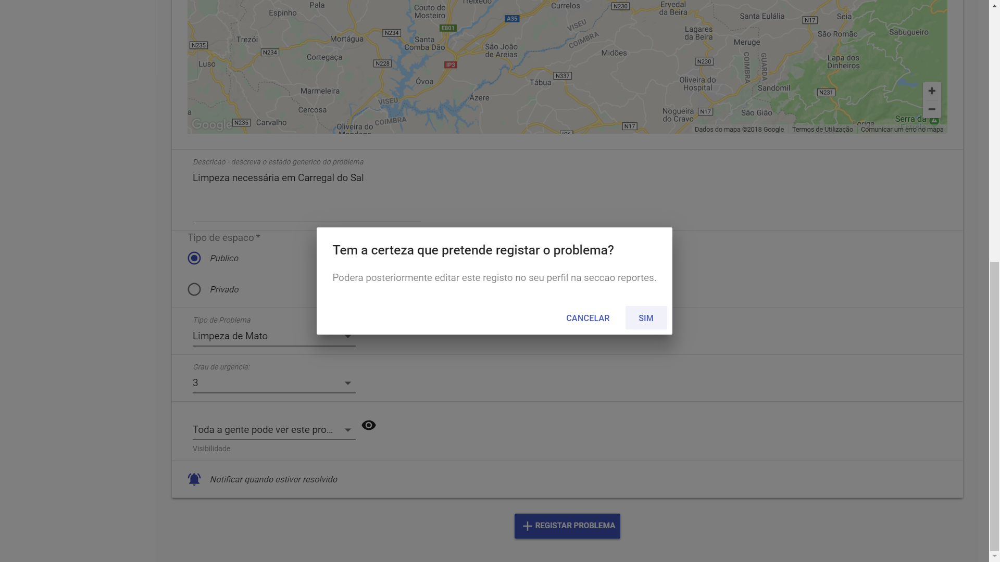 Pala
Treixedo
Espinho
Couto do
Mosteiro
Currelos
N230
Ervedal
da Beira
Santa Eulália
N17
Seia
A35
E801
VISEU
COIMBRA
N234
Trezói
Mortágua
Santa
Comba Dão
Lagares
da Beira
São Romão
Sabugueiro
Meruge
N235
N234
Cortegaça
São João
de Areias
Midões
Luso
N228
IP3
N230
COIMBRA
GUARDA
Lapa dos
Dinheiros
Óvoa
Tábua
N337
Oliveira do
Hospital
Sandomil
N231
Marmeleira
VISEU
COIMBRA
Ázere
Cercosa
Nogueira
do Cravo
N17
São Gião
a
Google
N235
Carvalho
Oliveira do
Mondego
N17
Loriga
Serra da
Estrela
+
−
Dados do mapa ©2018 Google
Termos de Utilização
Comunicar um erro no mapa
Descricao - descreva o estado generico do problema
Limpeza necessária em Carregal do Sal
Tipo de espaco *
Publico
Privado
Tem a certeza que pretende registar o problema?
Podera posteriormente editar este registo no seu perfil na seccao reportes.
CANCELAR SIM
Tipo de Problema
Limpeza de Mato
Grau de urgencia:
3
Toda a gente pode ver este pro...
Visibilidade
Notificar quando estiver resolvido
+ REGISTAR PROBLEMA